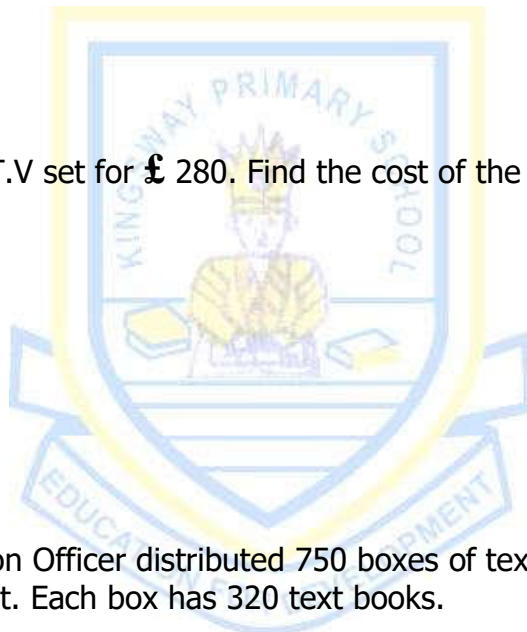 KINGSWAY PRIMARY SCHOOL
T.V set for £ 280. Find the cost of the
EDUCATION FOR DEVELOPMENT
on Officer distributed 750 boxes of tex
t. Each box has 320 text books.